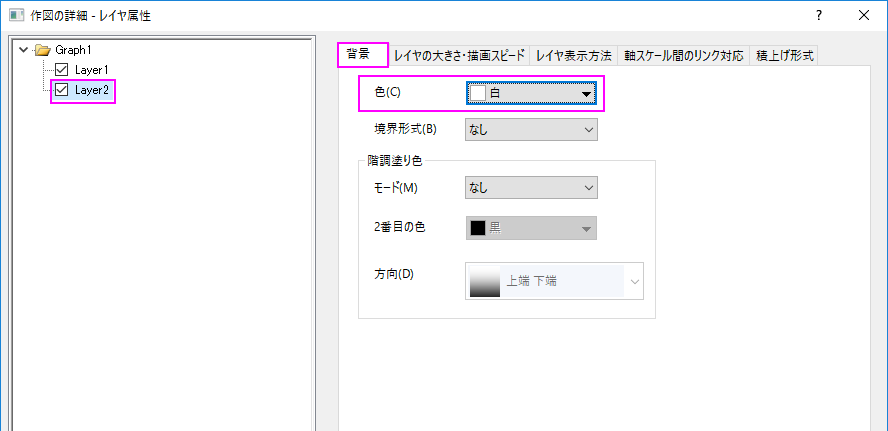 作図の詳細 - レイヤ属性
?
Graph1
Layer1
Layer2
背景 レイヤの大きさ・描画スピード レイヤ表示方法 軸スケール間のリンク対応 積上げ形式
色(C) 白
境界形式(B) なし
階調塗り色
モード(M) なし
2番目の色 黒
方向(D) 上端 下端